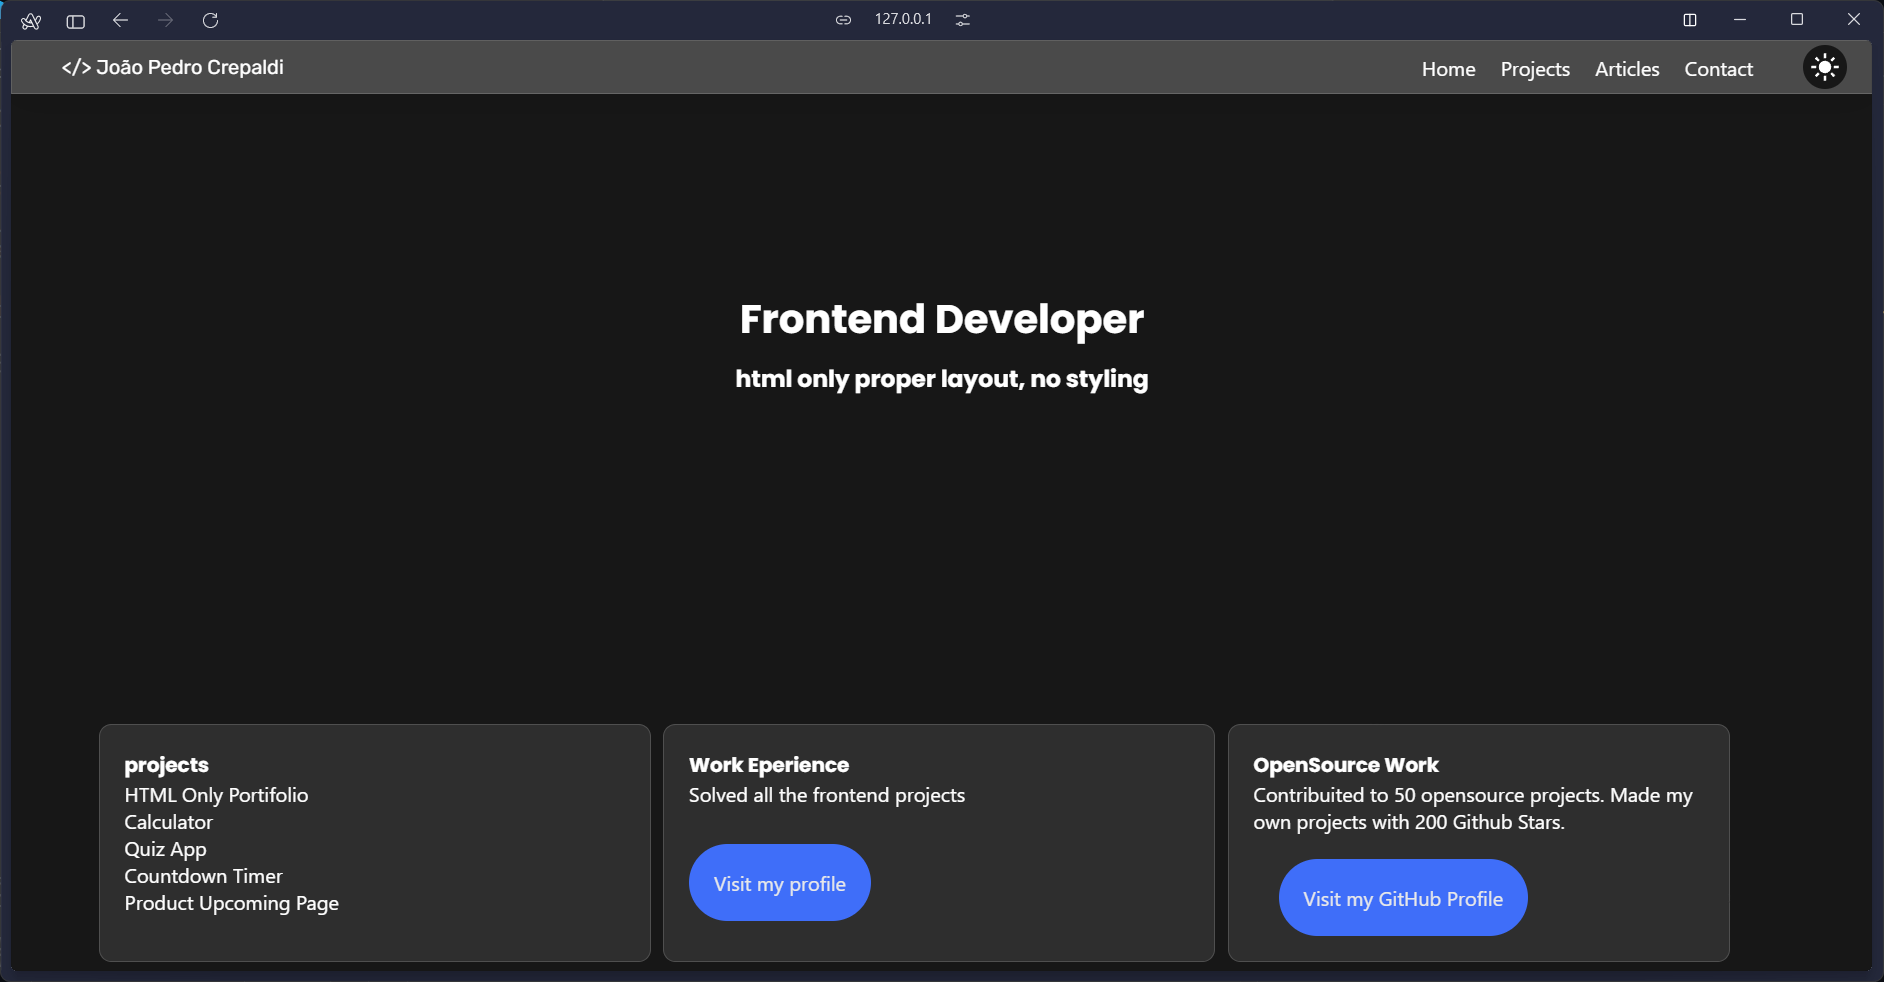 127.0.0.1
</> João Pedro Crepaldi
Home Projects Articles Contact
Frontend Developer
html only proper layout, no styling
projects
HTML Only Portifolio
Calculator
Quiz App
Countdown Timer
Product Upcoming Page
Work Eperience
Solved all the frontend projects
Visit my profile
OpenSource Work
Contribuited to 50 opensource projects. Made my
own projects with 200 Github Stars.
Visit my GitHub Profile